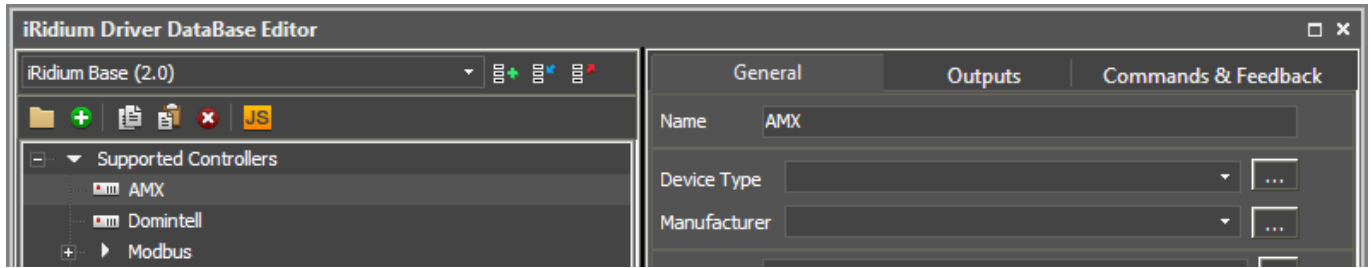 iRidium Driver DataBase Editor
iRidium Base (2.0)
JS
Supported Controllers
AMX
Domintell
Modbus
General Outputs Commands & Feedback
Name AMX
Device Type ...
Manufacturer ...